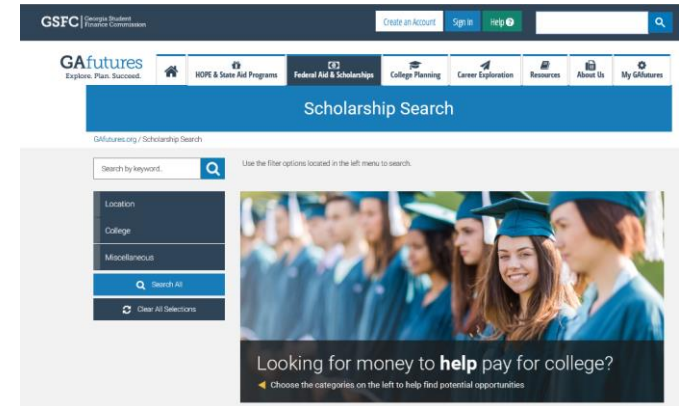 GSFC Georgia Student
Finance Commission
Create an Account Sign In Help
GAfutures
Explore. Plan. Succeed.
HOPE & State Aid Programs Federal Aid & Scholarships College Planning Career Exploration Resources About Us My GAfutures
Scholarship Search
GAfutures.org / Scholarship Search
Search by keyword.
Use the filter options located in the left menu to search.
Location
College
Miscellaneous
Search All
Clear All Selections
Looking for money to help pay for college?
Choose the categories on the left to help find potential opportunities